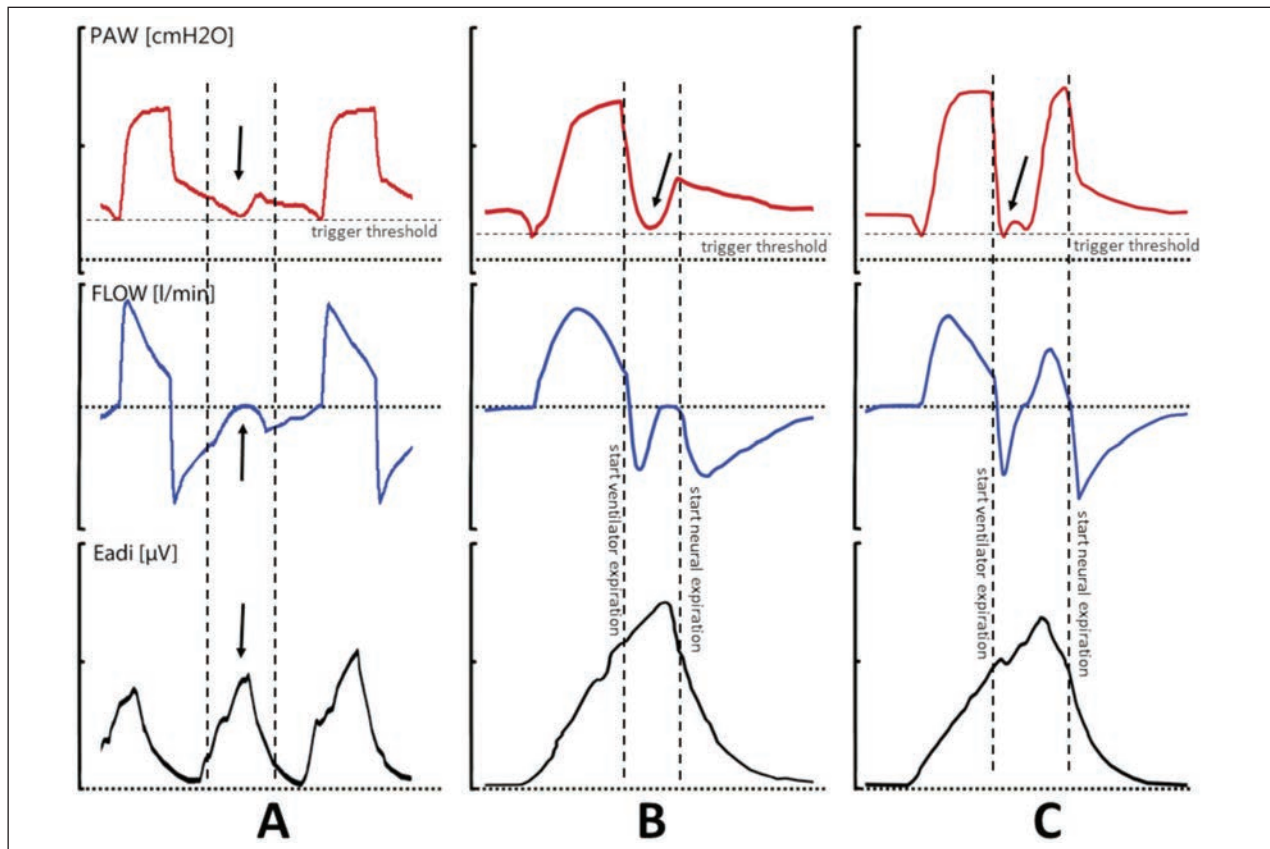 PAW [cmH2O]
trigger threshold
trigger threshold
trigger threshold
FLOW [l/min]
start ventilator expiration
start neural expiration
start ventilator expiration
start neural expiration
Eadi [µV]
A
B
C